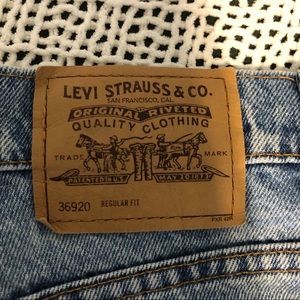 LEVI STRAUSS & CO.
SAN FRANCISCO, CAL.
ORIGINAL RIVETED
QUALITY CLOTHING
TRADE MARK
PATENTED IN U.S. MAY 20 1873
36920 REGULAR FIT